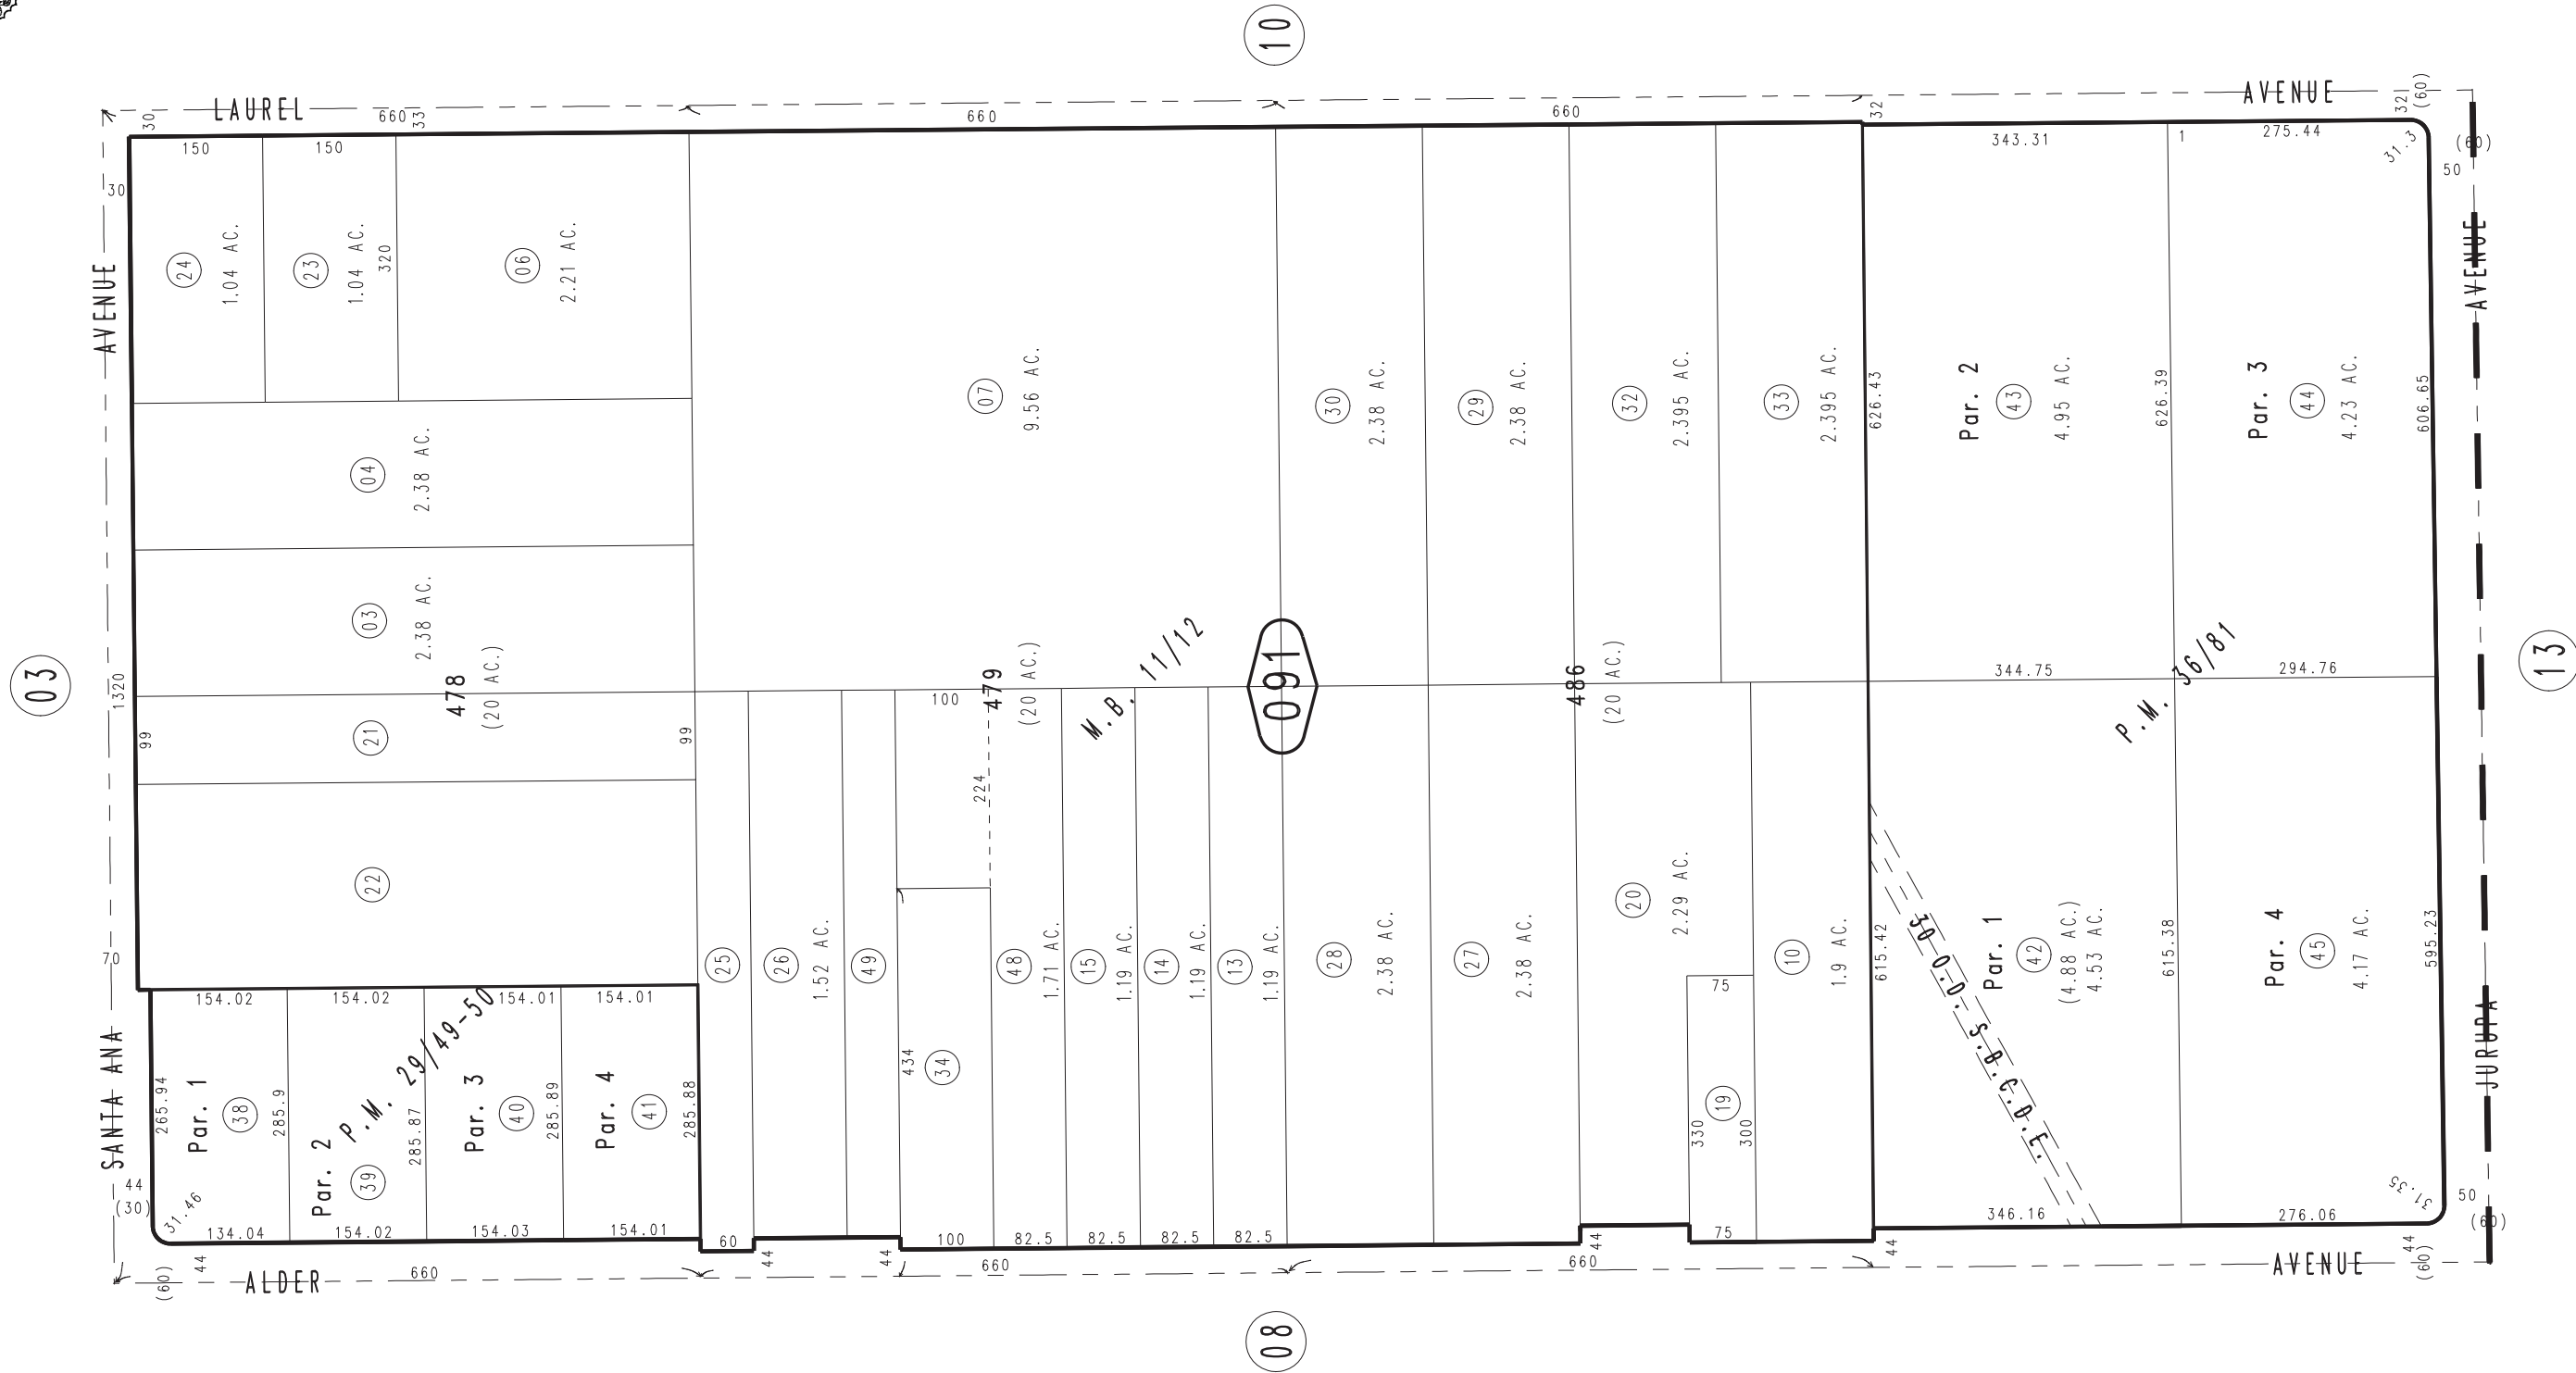 10
LAUREL
AVENUE
30
660
33
660
660
32
32
(60)
150
150
343.31
1
275.44
31.3
(60)
50
30
AVENUE
AVENUE
24
1.04 AC.
23
1.04 AC.
320
06
2.21 AC.
07
9.56 AC.
30
2.38 AC.
29
2.38 AC.
32
2.395 AC.
33
2.395 AC.
626.43
Par. 2
43
4.95 AC.
626.39
Par. 3
44
4.23 AC.
606.65
04
2.38 AC.
03
2.38 AC.
03
1320
478
(20 AC.)
479
(20 AC.)
M.B. 11/12
091
486
(20 AC.)
344.75
P.M. 36/81
294.76
13
99
21
99
100
224
22
70
154.02
154.02
154.01
154.01
P.M. 29/49-50
25
26
1.52 AC.
49
434
34
48
1.71 AC.
15
1.19 AC.
14
1.19 AC.
13
1.19 AC.
28
2.38 AC.
27
2.38 AC.
20
2.29 AC.
75
330
19
300
10
1.9 AC.
615.42
30' O.D. S.B.C.D.E.
Par. 1
42
(4.88 AC.)
4.53 AC.
615.38
Par. 4
45
4.17 AC.
595.23
SANTA ANA
JURUPA
265.94
Par. 1
38
285.9
Par. 2
39
285.87
Par. 3
40
285.89
Par. 4
41
285.88
44
(30)
31.46
134.04
154.02
154.03
154.01
60
44
44
100
82.5
82.5
82.5
82.5
44
75
44
346.16
276.06
31.35
50
(60)
44
(60)
44
(60)
ALDER
660
660
660
AVENUE
08